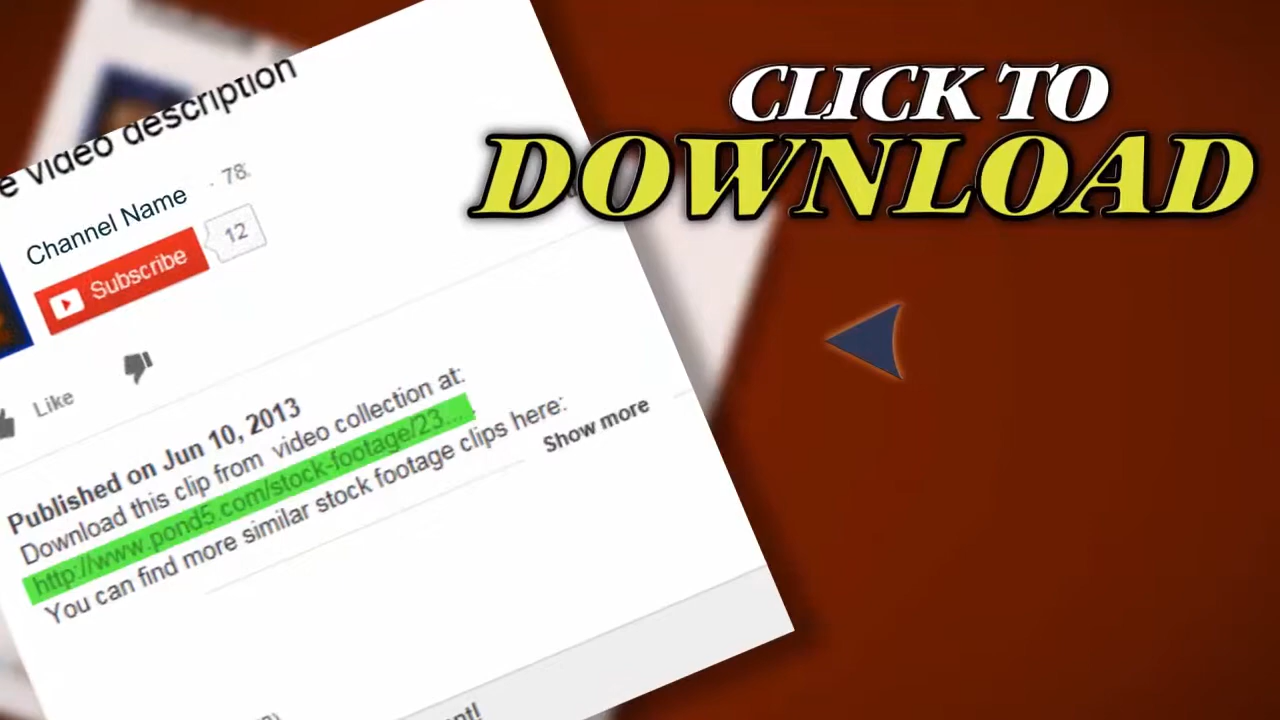 CLICK TO
DOWNLOAD
video description
Channel Name
78
Subscribe
12
Like
Published on Jun 10, 2013
Download this clip from video collection at:
http://www.pond5.com/stock-footage/23...
You can find more similar stock footage clips here:
Show more